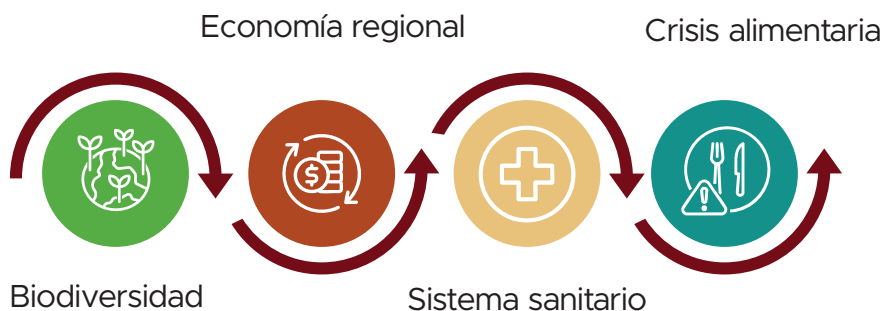 Economía regional
Crisis alimentaria
$
Biodiversidad
Sistema sanitario